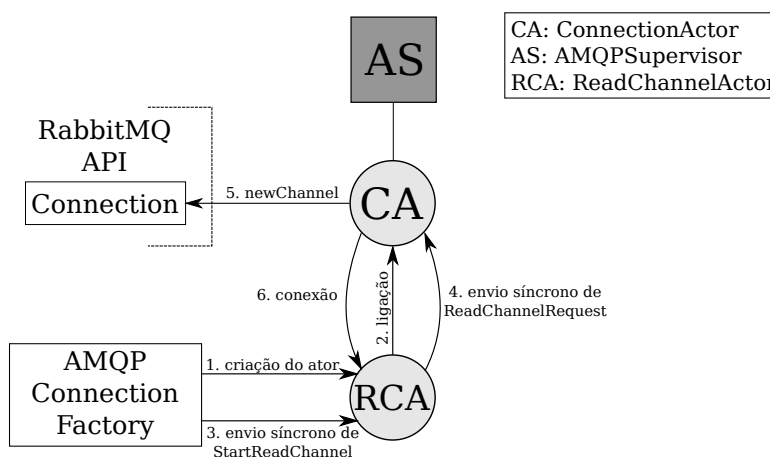 AS
CA: ConnectionActor
AS: AMQPSupervisor
RCA: ReadChannelActor
RabbitMQ
API
Connection
5. newChannel
CA
6. conexão
2. ligação
4. envio síncrono de
ReadChannelRequest
AMQP
Connection
Factory
1. criação do ator
RCA
3. envio síncrono de
StartReadChannel